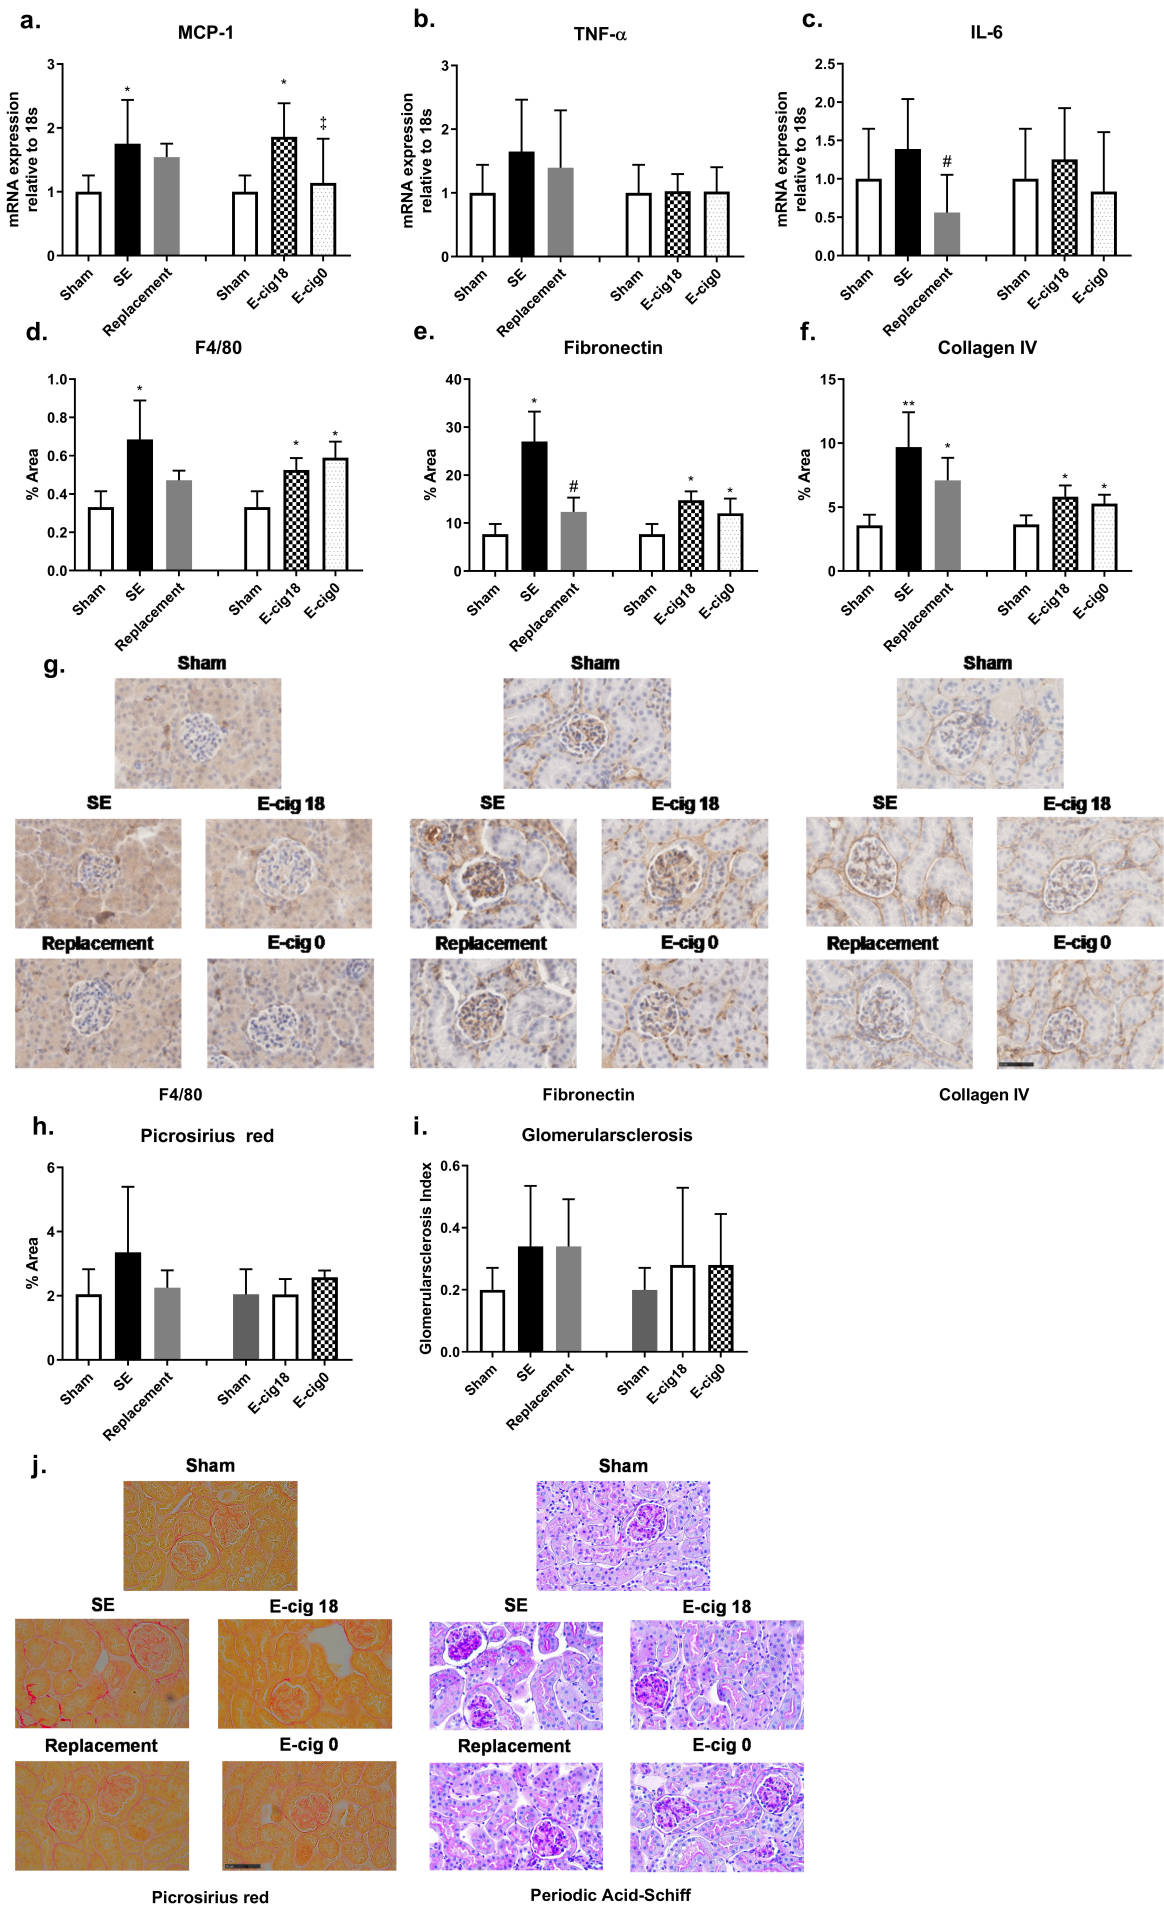 a.
MCP-1
mRNA expression
relative to 18s
3
2
1
0
*
*
‡
Sham
SE
Replacement
Sham
E-cig18
E-cig0
b.
TNF-α
mRNA expression
relative to 18s
3
2
1
0
Sham
SE
Replacement
Sham
E-cig18
E-cig0
c.
IL-6
mRNA expression
relative to 18s
2.5
2.0
1.5
1.0
0.5
0.0
#
Sham
SE
Replacement
Sham
E-cig18
E-cig0
d.
F4/80
% Area
1.0
0.8
0.6
0.4
0.2
0.0
*
*
*
Sham
SE
Replacement
Sham
E-cig18
E-cig0
e.
Fibronectin
% Area
40
30
20
10
0
*
#
*
*
Sham
SE
Replacement
Sham
E-cig18
E-cig0
f.
Collagen IV
% Area
15
10
5
0
**
*
*
*
Sham
SE
Replacement
Sham
E-cig18
E-cig0
g.
Sham
SE
E-cig 18
Replacement
E-cig 0
F4/80
Sham
SE
E-cig 18
Replacement
E-cig 0
Fibronectin
Sham
SE
E-cig 18
Replacement
E-cig 0
Collagen IV
h.
Picrosirius red
% Area
6
4
2
0
Sham
SE
Replacement
Sham
E-cig18
E-cig0
i.
Glomerularsclerosis
Glomerularsclerosis Index
0.6
0.4
0.2
0.0
Sham
SE
Replacement
Sham
E-cig18
E-cig0
j.
Sham
SE
E-cig 18
Replacement
E-cig 0
Picrosirius red
Sham
SE
E-cig 18
Replacement
E-cig 0
Periodic Acid-Schiff